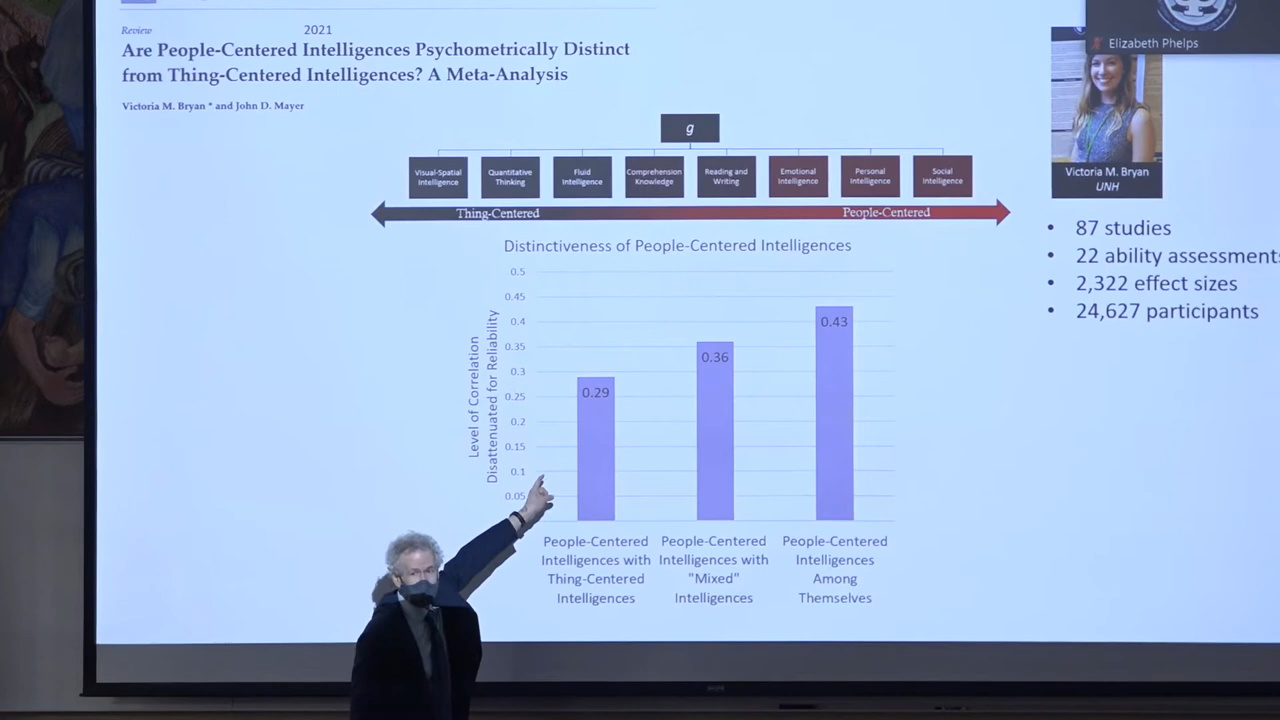 Elizabeth Phelps
Review
2021
Are People-Centered Intelligences Psychometrically Distinct
from Thing-Centered Intelligences? A Meta-Analysis
Victoria M. Bryan * and John D. Mayer
g
Visual-Spatial
Intelligence
Quantitative
Thinking
Fluid
Intelligence
Comprehension
Knowledge
Reading and
Writing
Emotional
Intelligence
Personal
Intelligence
Social
Intelligence
Thing-Centered
People-Centered
Victoria M. Bryan
UNH
• 87 studies
• 22 ability assessments
• 2,322 effect sizes
• 24,627 participants
Distinctiveness of People-Centered Intelligences
Level of Correlation
Disattenuated for Reliability
0.5
0.45
0.4
0.35
0.3
0.25
0.2
0.15
0.1
0.05
0.29
0.36
0.43
People-Centered
Intelligences with
Thing-Centered
Intelligences
People-Centered
Intelligences with
"Mixed"
Intelligences
People-Centered
Intelligences
Among
Themselves